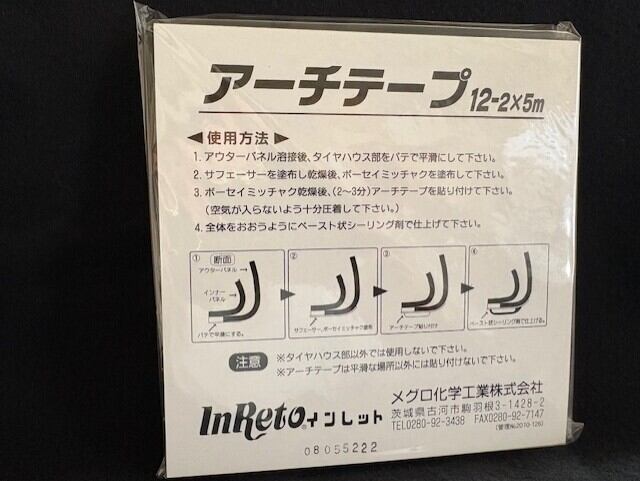 アーチテープ 12-2×5m
◀使用方法▶
1. アウターパネル溶接後、タイヤハウス部をパテで平滑にして下さい。
2. サフェーサーを塗布し乾燥後、ボーセイミッチャクを塗布します。
3. ボーセイミッチャク乾燥後、(2〜3分)アーチテープを貼り付けて下さい。
(空気が入らないよう十分圧着して下さい。)
4. 全体をおおうようにペースト状シーリング剤で仕上げて下さい。
① 断面
アウターパネル
インナーパネル
パテで平滑にする。
②
サフェーサー、ボーセイミッチャク塗布
③
アーチテープ貼り付け
④
ペースト状シーリング剤で仕上げる。
注意 ※タイヤハウス部以外では使用しないで下さい。
※アーチテープは平滑な場所以外には貼り付けないで下さい。
InReto®インレット
メグロ化学工業株式会社
茨城県古河市駒羽根3-1428-2
TEL0280-92-3438 FAX0280-92-7147
(管理No2010-126)
08055222